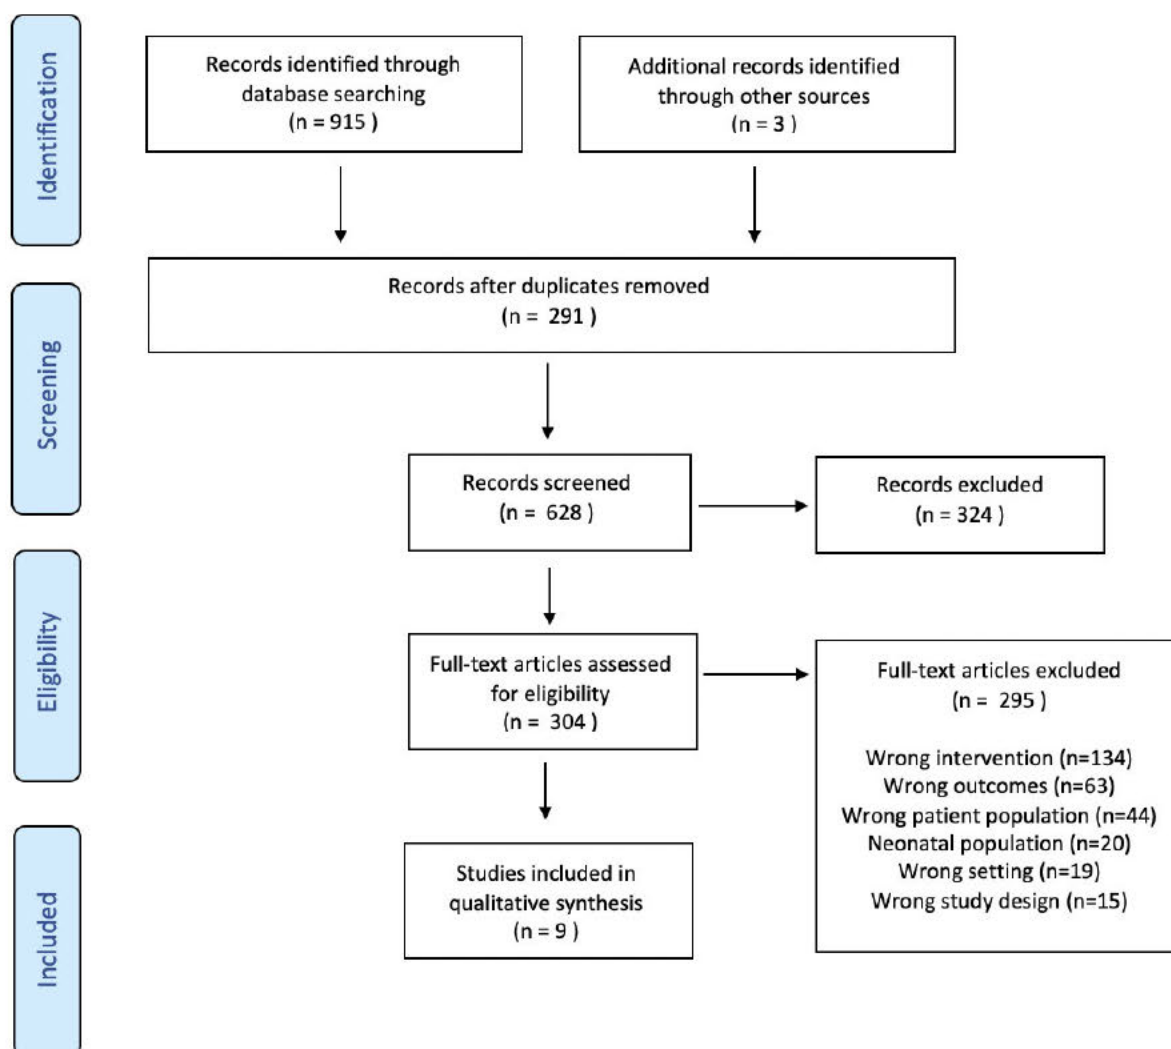 Identification
Records identified through
database searching
(n = 915 )
Additional records identified
through other sources
(n = 3 )
Screening
Records after duplicates removed
(n = 291 )
Records screened
(n = 628 )
Records excluded
(n = 324 )
Eligibility
Full-text articles assessed
for eligibility
(n = 304 )
Full-text articles excluded
(n = 295 )
Wrong intervention (n=134)
Wrong outcomes (n=63)
Wrong patient population (n=44)
Neonatal population (n=20)
Wrong setting (n=19)
Wrong study design (n=15)
Included
Studies included in
qualitative synthesis
(n = 9 )